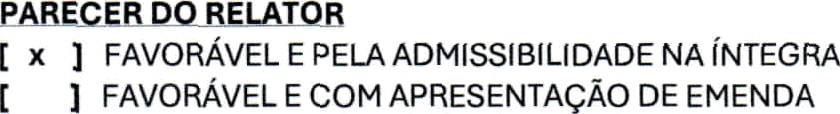 PARECER DO RELATOR
[ x ] FAVORÁVEL E PELA ADMISSIBILIDADE NA ÍNTEGRA
[ ] FAVORÁVEL E COM APRESENTAÇÃO DE EMENDA